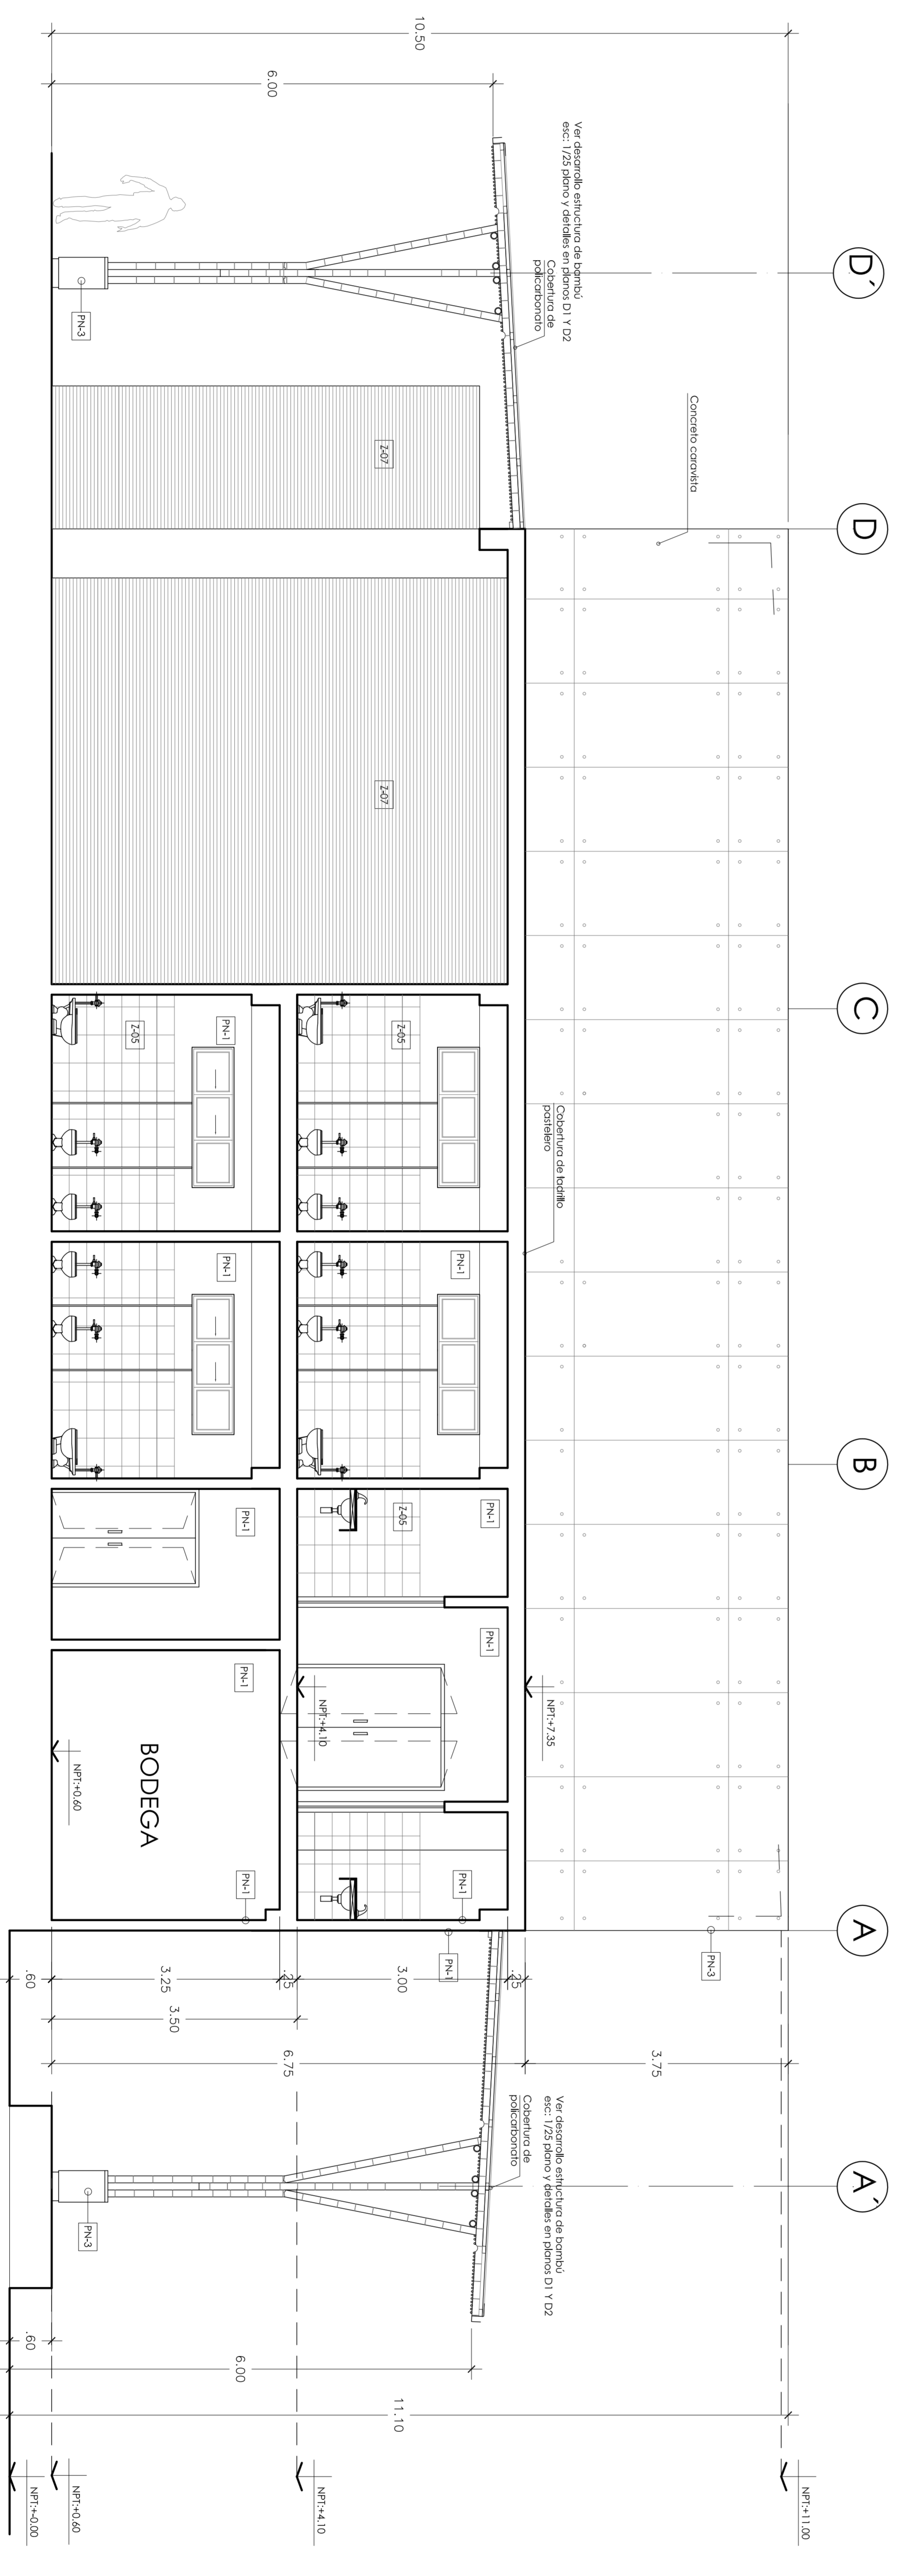 D´
D
C
B
A
A´
10.50
6.00
Ver desarrollo estructura de bambú
esc: 1/25 plano y detalles en planos D1 Y D2
Cobertura de
policarbonato
PN-3
Z-07
Concreto caravista
Z-07
Cobertura de ladrillo
pastelero
Z-05
PN-1
Z-05
PN-1
PN-1
PN-1
Z-05
PN-1
PN-1
PN-1
PN-1
PN-1
PN-1
PN-3
BODEGA
NPT:+7.35
NPT:+4.10
NPT:+0.60
.25
3.00
.25
3.25
.60
3.50
6.75
3.75
Ver desarrollo estructura de bambú
esc: 1/25 plano y detalles en planos D1 Y D2
Cobertura de
policarbonato
PN-3
.60
6.00
11.10
NPT:+11.00
NPT:+4.10
NPT:+0.60
NPT:+-0.00